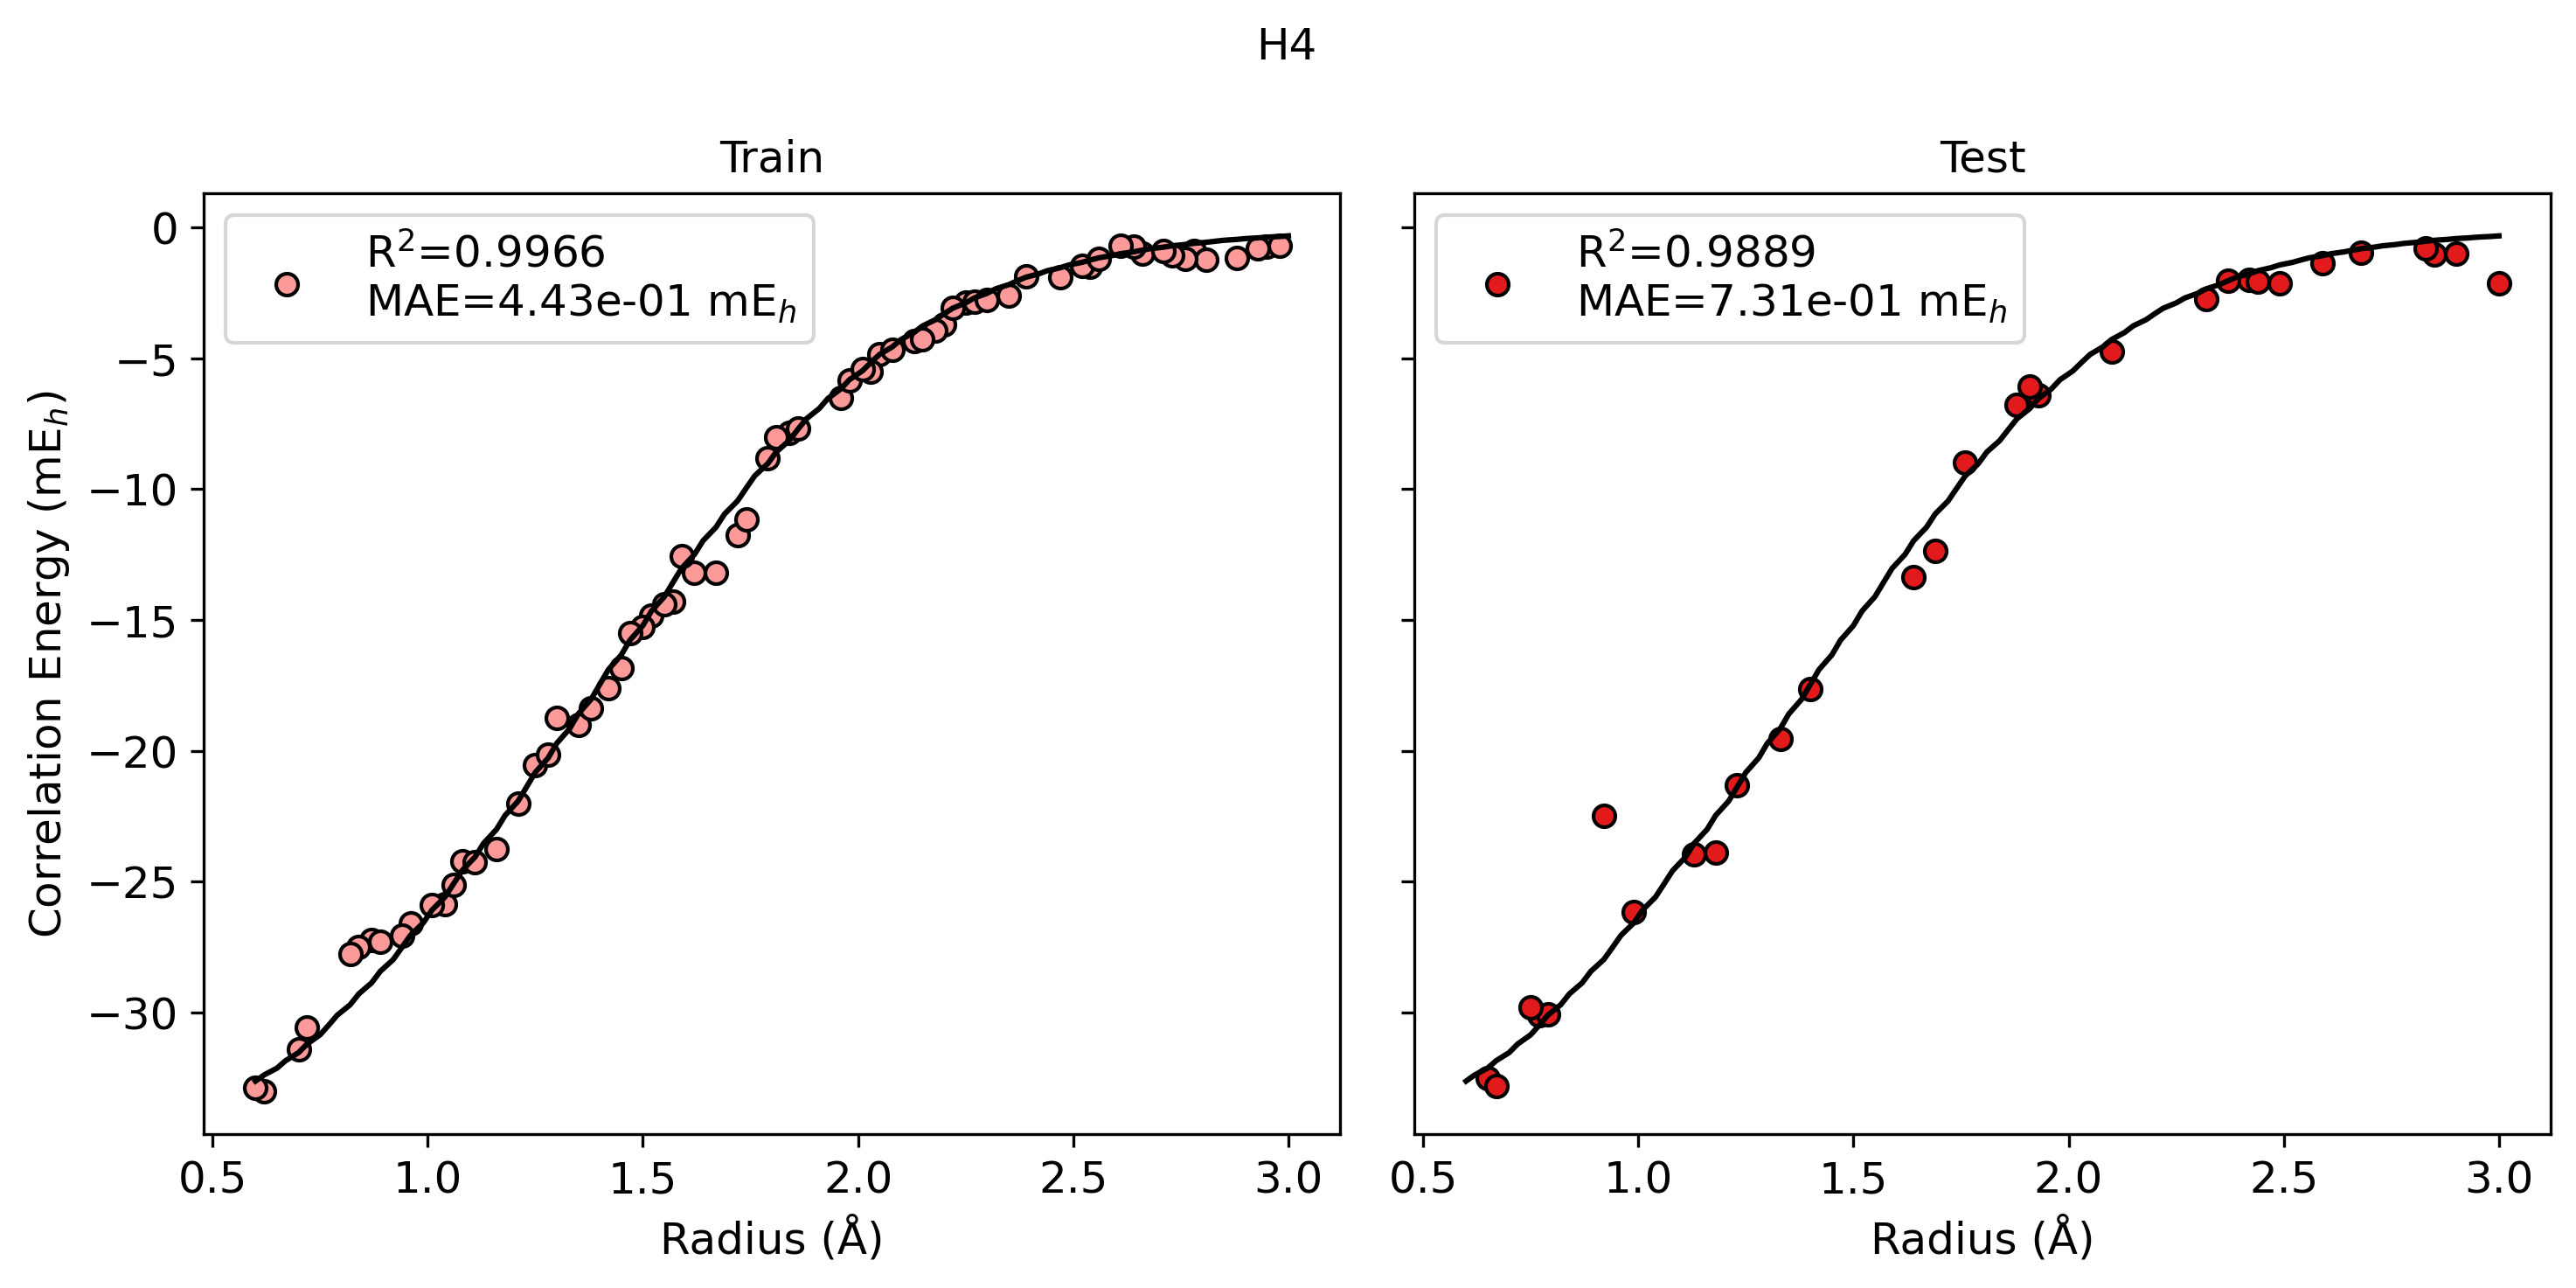 H4
Train
Test
R²=0.9966
MAE=4.43e-01 mEₕ
R²=0.9889
MAE=7.31e-01 mEₕ
Correlation Energy (mEₕ)
0
−5
−10
−15
−20
−25
−30
0.5 1.0 1.5 2.0 2.5 3.0
0.5 1.0 1.5 2.0 2.5 3.0
Radius (Å)
Radius (Å)